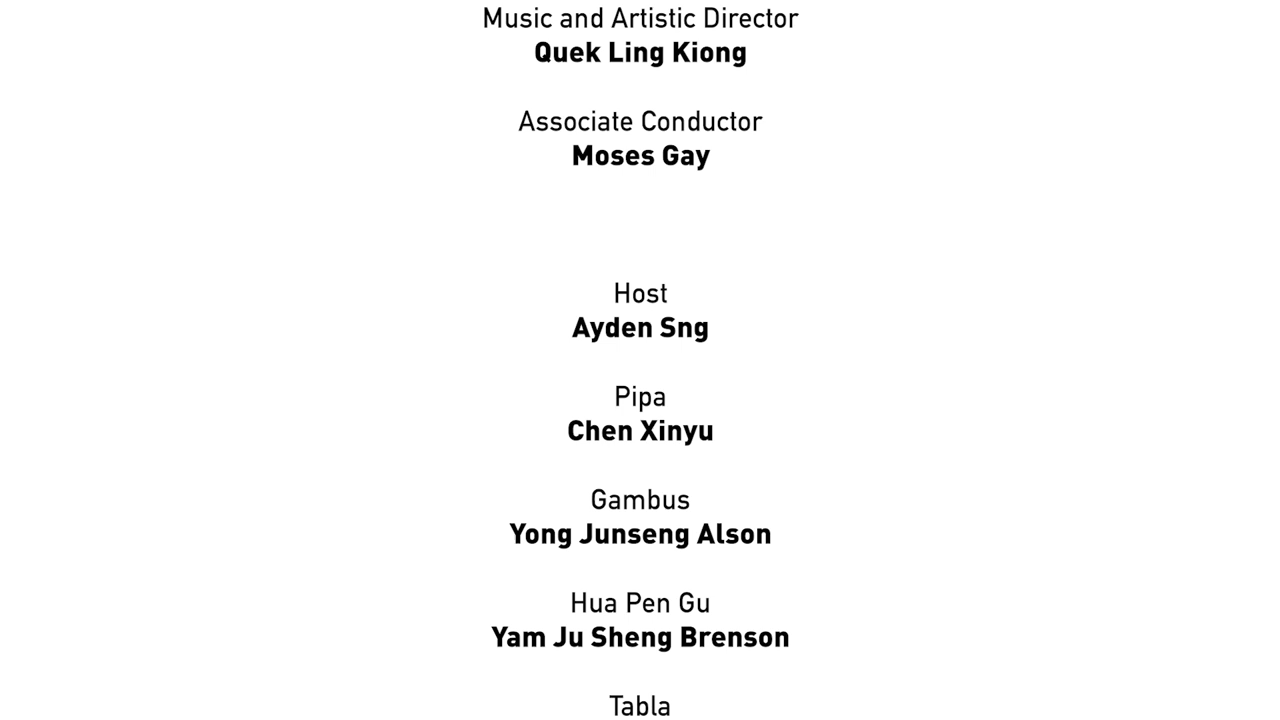 Music and Artistic Director
Quek Ling Kiong
Associate Conductor
Moses Gay
Host
Ayden Sng
Pipa
Chen Xinyu
Gambus
Yong Junseng Alson
Hua Pen Gu
Yam Ju Sheng Brenson
Tabla